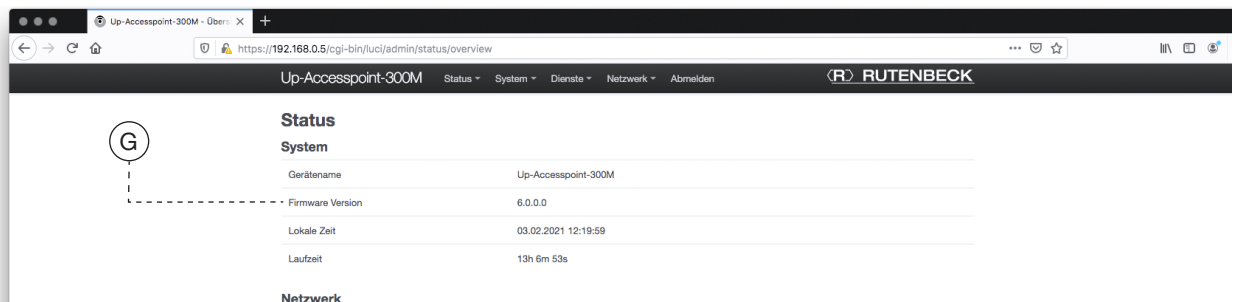 Up-Accesspoint-300M - Übers
https://192.168.0.5/cgi-bin/luci/admin/status/overview
Up-Accesspoint-300M Status System Dienste Netzwerk Abmelden R RUTENBECK
Status
G
System
Gerätename Up-Accesspoint-300M
Firmware Version 6.0.0.0
Lokale Zeit 03.02.2021 12:19:59
Laufzeit 13h 6m 53s
Netzwerk